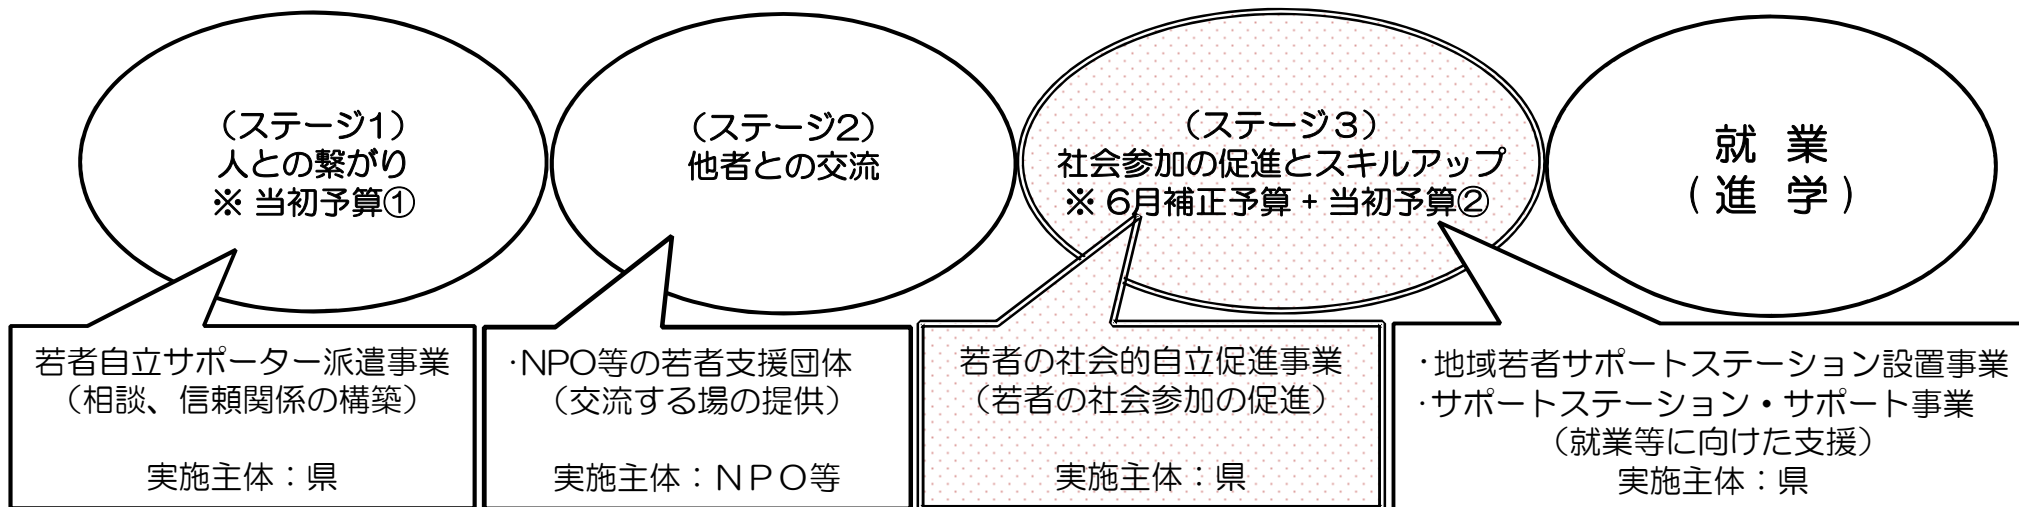 （ステージ1）
人との繋がり
※ 当初予算①
（ステージ2）
他者との交流
（ステージ３）
社会参加の促進とスキルアップ
※ 6月補正予算 + 当初予算②
就 業
（進 学）
若者自立サポーター派遣事業
（相談、信頼関係の構築）
実施主体：県
･NPO等の若者支援団体
（交流する場の提供）
実施主体：ＮＰＯ等
若者の社会的自立促進事業
（若者の社会参加の促進）
実施主体：県
･地域若者サポートステーション設置事業
･サポートステーション・サポート事業
（就業等に向けた支援）
実施主体：県